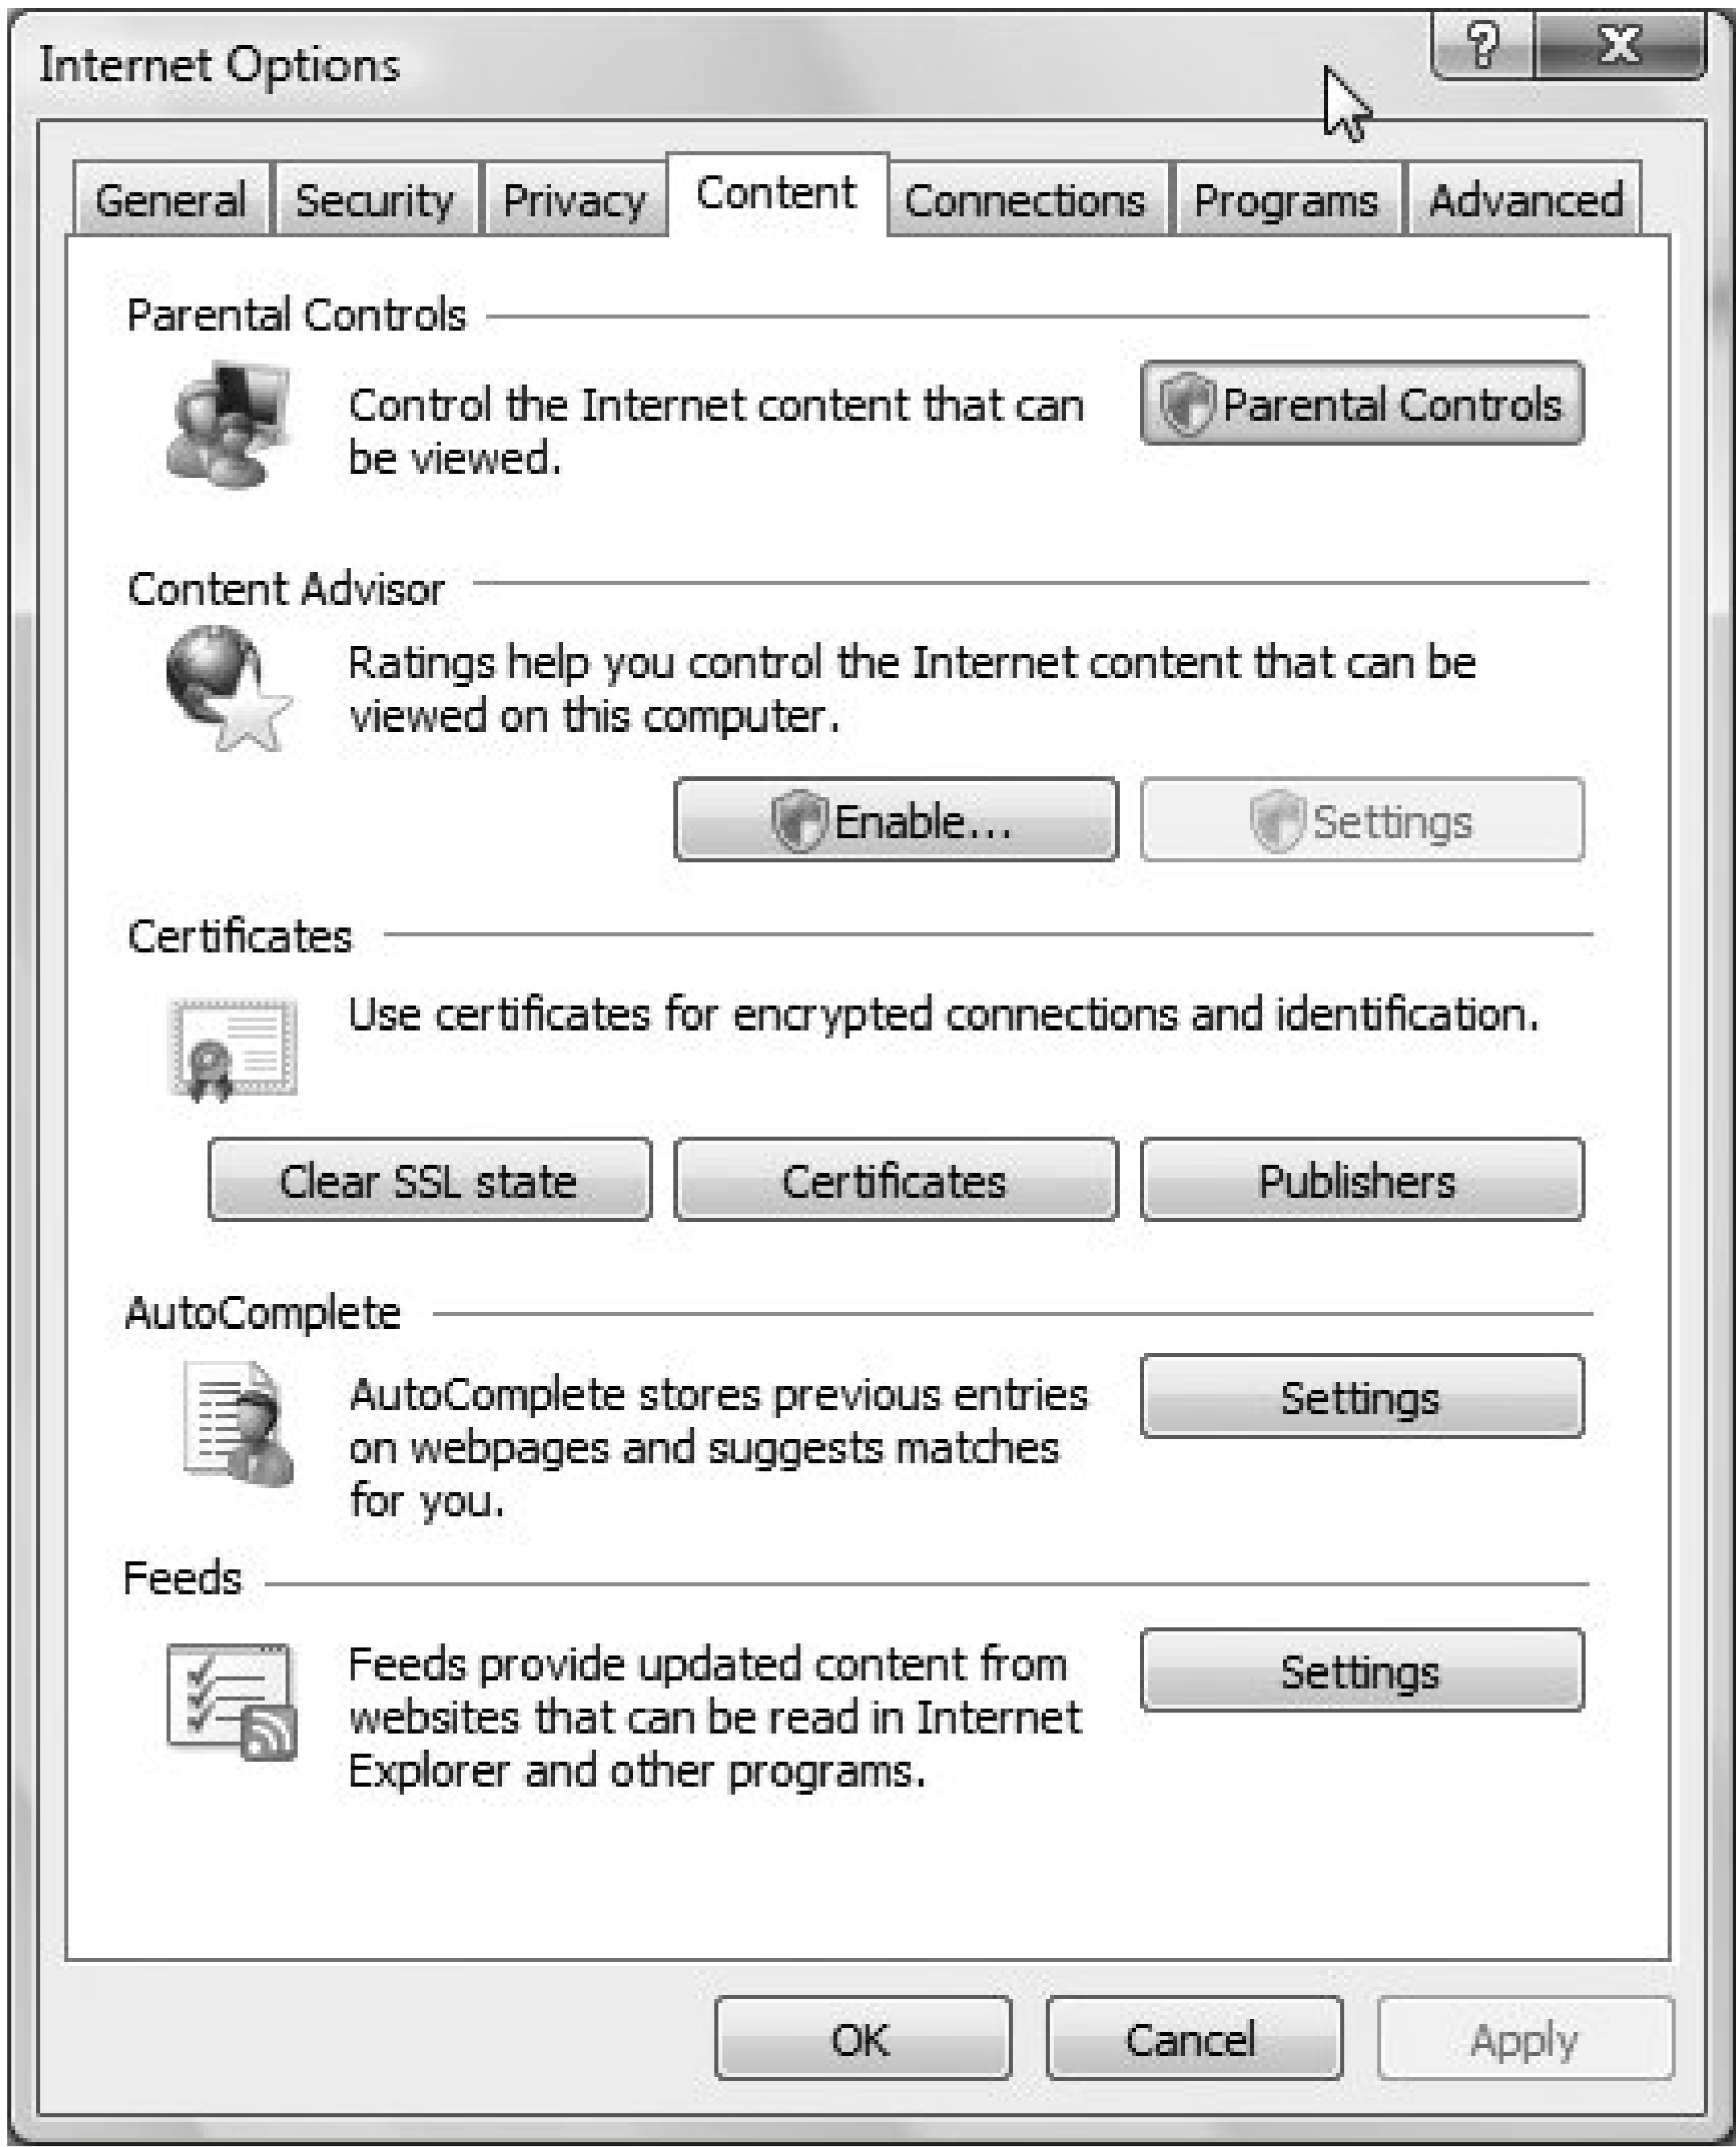 Internet Options
?
X
General Security Privacy Content Connections Programs Advanced
Parental Controls
Control the Internet content that can
be viewed.
Parental Controls
Content Advisor
Ratings help you control the Internet content that can be
viewed on this computer.
Enable... Settings
Certificates
Use certificates for encrypted connections and identification.
Clear SSL state Certificates Publishers
AutoComplete
AutoComplete stores previous entries
on webpages and suggests matches
for you.
Settings
Feeds
Feeds provide updated content from
websites that can be read in Internet
Explorer and other programs.
Settings
OK Cancel Apply